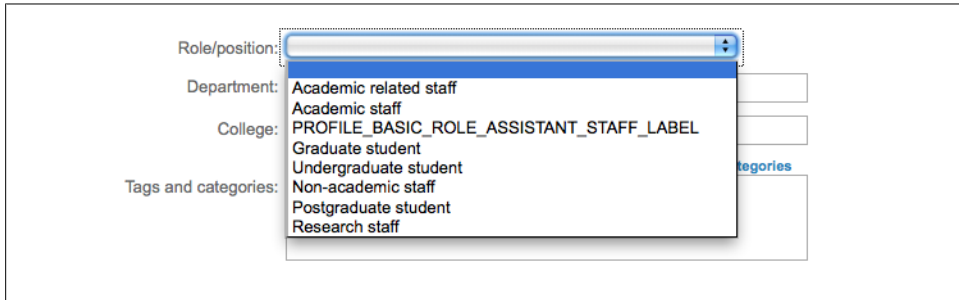 Role/position:
Department:
Academic related staff
Academic staff
College:
PROFILE_BASIC_ROLE_ASSISTANT_STAFF_LABEL
Graduate student
Undergraduate student
tegories
Tags and categories:
Non-academic staff
Postgraduate student
Research staff